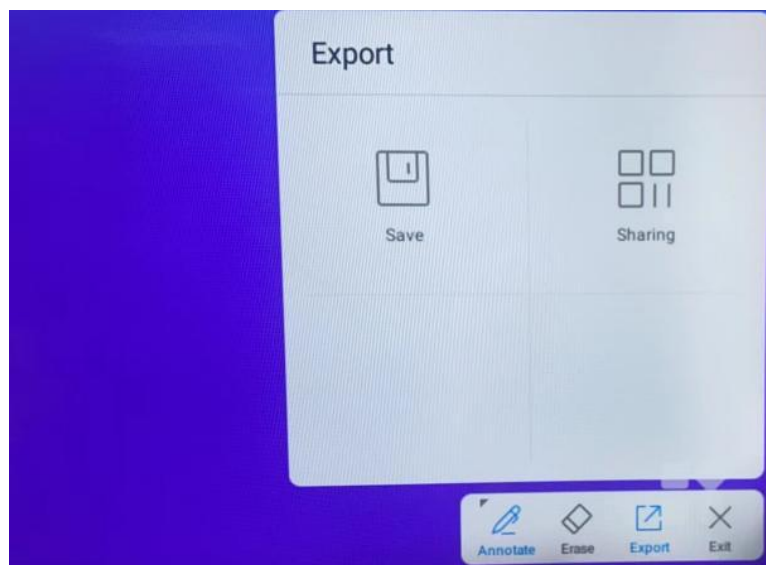 Export
Save
Sharing
Annotate
Erase
Export
Exit